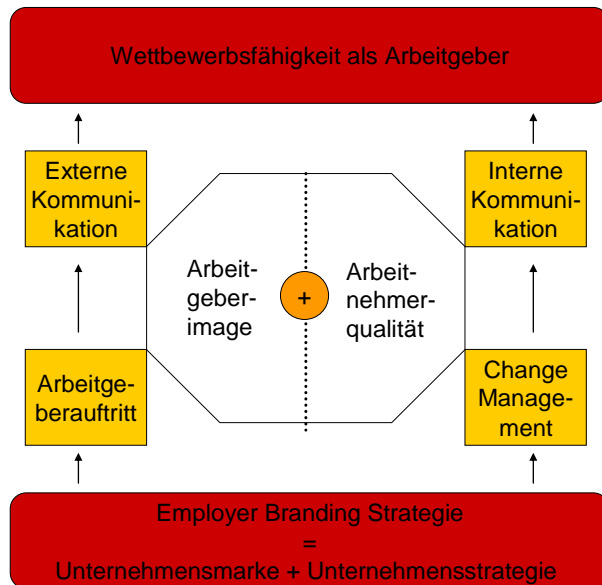 Wettbewerbsfähigkeit als Arbeitgeber
Externe
Kommuni-
kation
Interne
Kommuni-
kation
Arbeit-
geber-
image
+
Arbeit-
nehmer-
qualität
Arbeitge-
berauftritt
Change
Manage-
ment
Employer Branding Strategie
=
Unternehmensmarke + Unternehmensstrategie